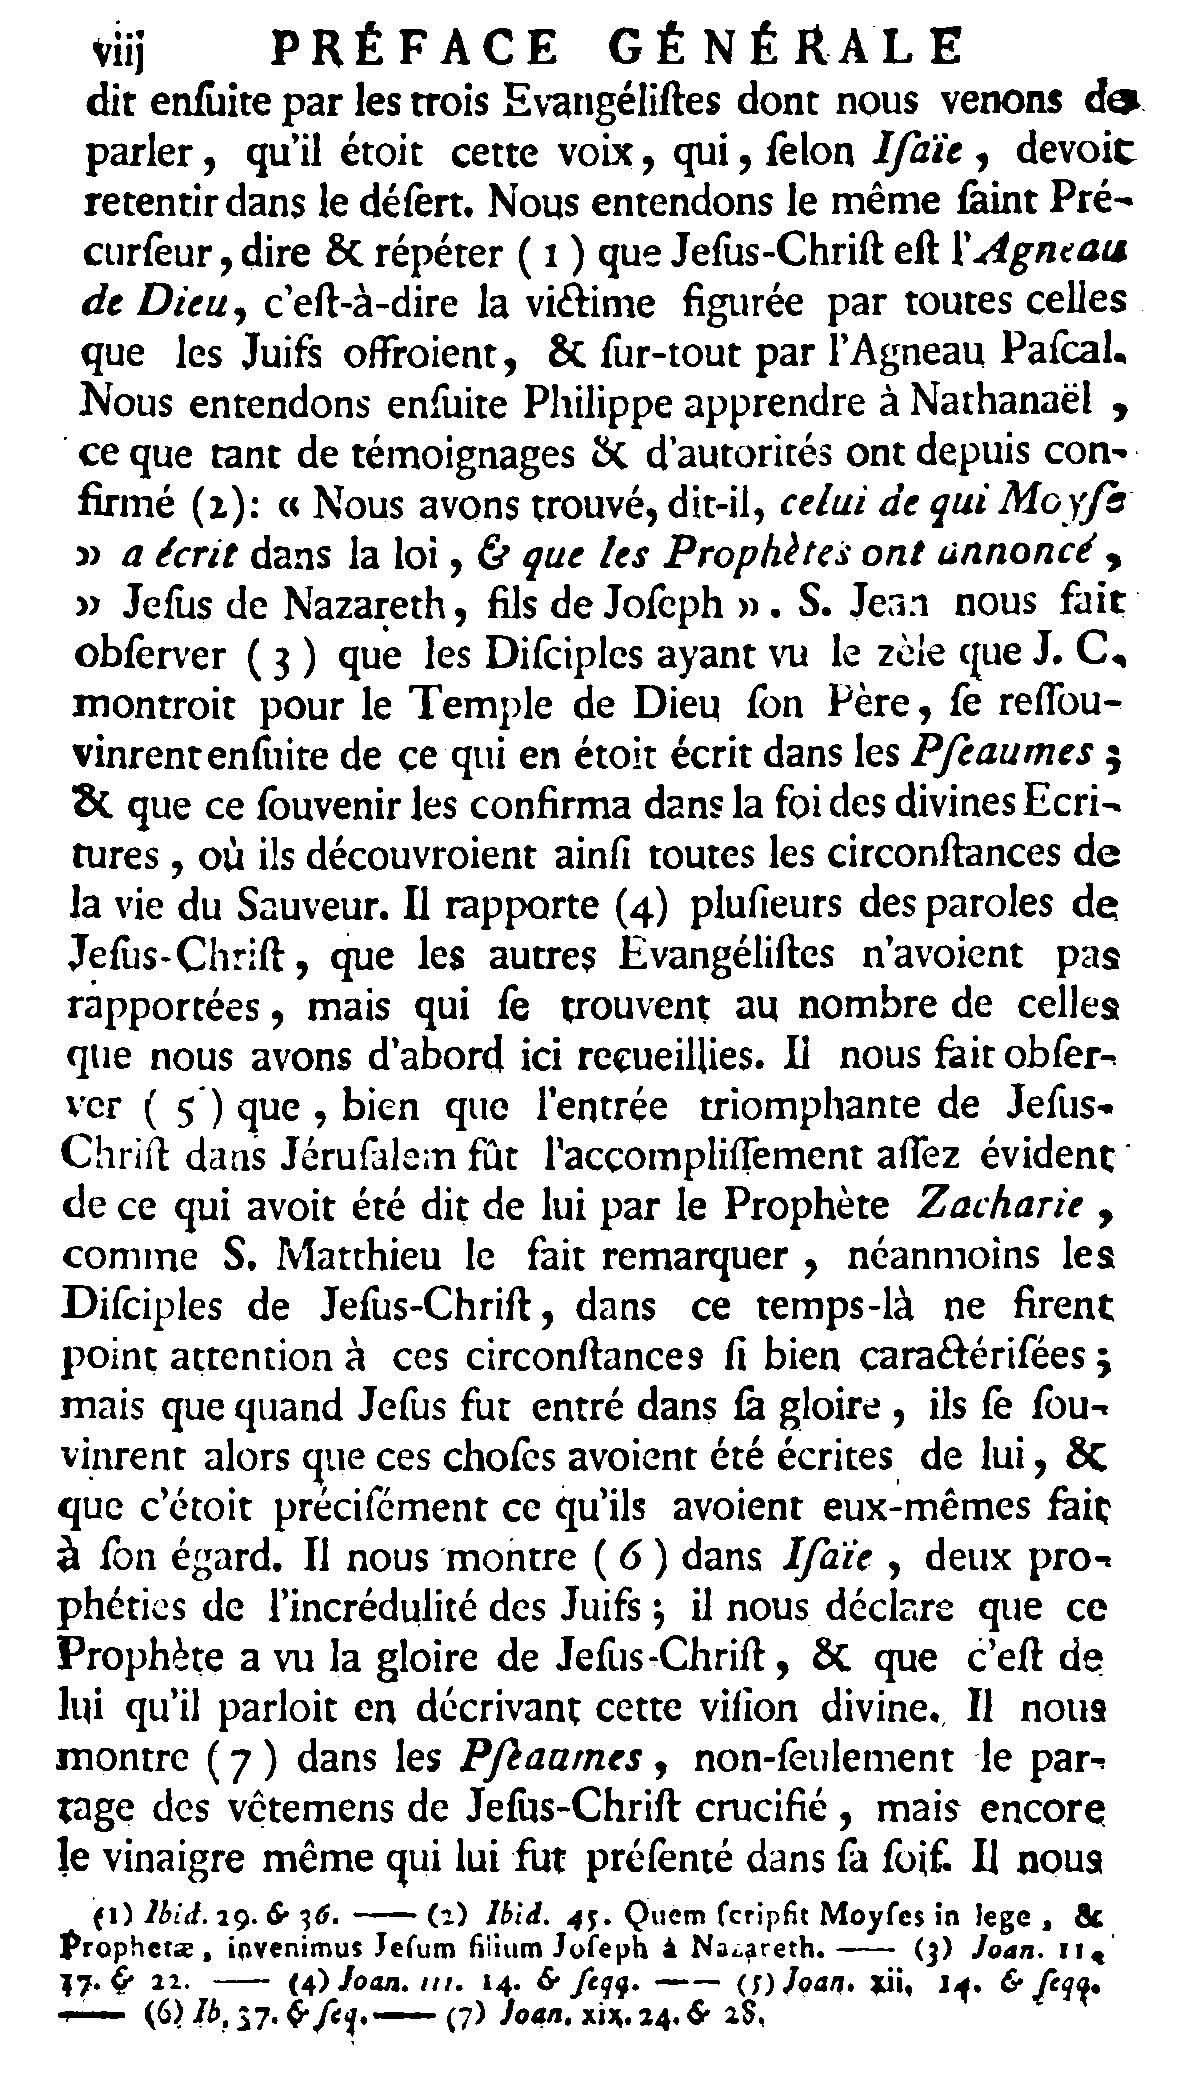 viij PRÉFACE GÉNÉRALE
dit enſuite par les trois Evangéliſtes dont nous venons de
parler, qu'il étoit cette voix, qui, ſelon Iſaïe, devoit
retentir dans le déſert. Nous entendons le même ſaint Pré-
curſeur, dire & répéter (1) que Jeſus-Chriſt eſt l'Agneau
de Dieu, c'eſt-à-dire la victime figurée par toutes celles
que les Juifs offroient, & ſur-tout par l'Agneau Paſcal.
Nous entendons enſuite Philippe apprendre à Nathanaël,
ce que tant de témoignages & d'autorités ont depuis con-
firmé (2): « Nous avons trouvé, dit-il, celui de qui Moyſe
» a écrit dans la loi, & que les Prophètes ont annoncé,
» Jeſus de Nazareth, fils de Joſeph ». S. Jean nous fait
obſerver (3) que les Diſciples ayant vu le zèle que J. C.
montroit pour le Temple de Dieu ſon Père, ſe reſſou-
vinrent enſuite de ce qui en étoit écrit dans les Pſeaumes;
& que ce ſouvenir les confirma dans la foi des divines Ecri-
tures, où ils découvroient ainſi toutes les circonſtances de
la vie du Sauveur. Il rapporte (4) pluſieurs des paroles de
Jeſus-Chriſt, que les autres Evangéliſtes n'avoient pas
rapportées, mais qui ſe trouvent au nombre de celles
que nous avons d'abord ici recueillies. Il nous fait obſer-
ver (5) que, bien que l'entrée triomphante de Jeſus-
Chriſt dans Jéruſalem fût l'accompliſſement aſſez évident
de ce qui avoit été dit de lui par le Prophète Zacharie,
comme S. Matthieu le fait remarquer, néanmoins les
Diſciples de Jeſus-Chriſt, dans ce temps-là ne firent
point attention à ces circonſtances ſi bien caractériſées;
mais que quand Jeſus fut entré dans ſa gloire, ils ſe ſou-
vinrent alors que ces choſes avoient été écrites de lui, &
que c'étoit préciſément ce qu'ils avoient eux-mêmes fait
à ſon égard. Il nous montre (6) dans Iſaïe, deux pro-
phéties de l'incrédulité des Juifs; il nous déclare que ce
Prophète a vu la gloire de Jeſus-Chriſt, & que c'eſt de
lui qu'il parloit en décrivant cette viſion divine. Il nous
montre (7) dans les Pſeaumes, non-ſeulement le par-
tage des vêtemens de Jeſus-Chriſt crucifié, mais encore
le vinaigre même qui lui fut préſenté dans ſa ſoif. Il nous
(1) Ibid. 29. & 36. —— (2) Ibid. 45. Quem ſcripſit Moyſes in lege, &
Prophetæ, invenimus Jeſum filium Joſeph à Nazareth. —— (3) Joan. II.
17. & 22. —— (4) Joan. III. 14. & ſeqq. —— (5) Joan. xii, 14. & ſeqq.
—— (6) Ib. 37. & ſeq. —— (7) Joan. xix. 24. & 28.